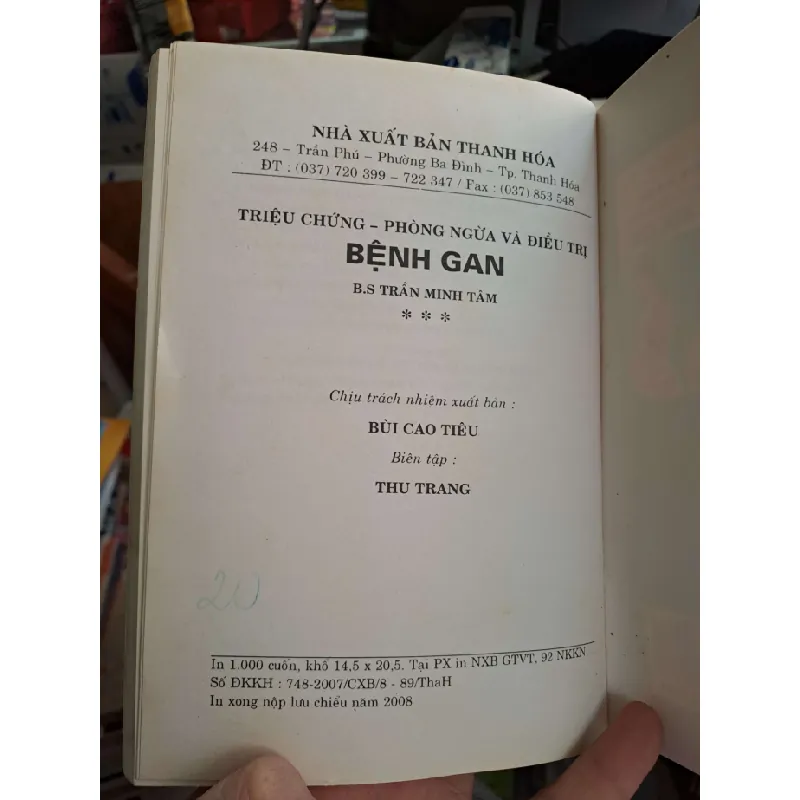 NHÀ XUẤT BẢN THANH HÓA
248 – Trần Phú – Phường Ba Đình – Tp. Thanh Hóa
ĐT : (037) 720 399 – 722 347 / Fax : (037) 853 548
TRIỆU CHỨNG – PHÒNG NGỪA VÀ ĐIỀU TRỊ
BỆNH GAN
B.S TRẦN MINH TÂM
* * *
Chịu trách nhiệm xuất bản :
BÙI CAO TIÊU
Biên tập :
THU TRANG
20
In 1.000 cuốn, khổ 14,5 x 20,5. Tại PX in NXB GTVT, 92 NKKN
Số ĐKKH : 748-2007/CXB/8 - 89/ThaH
In xong nộp lưu chiểu năm 2008